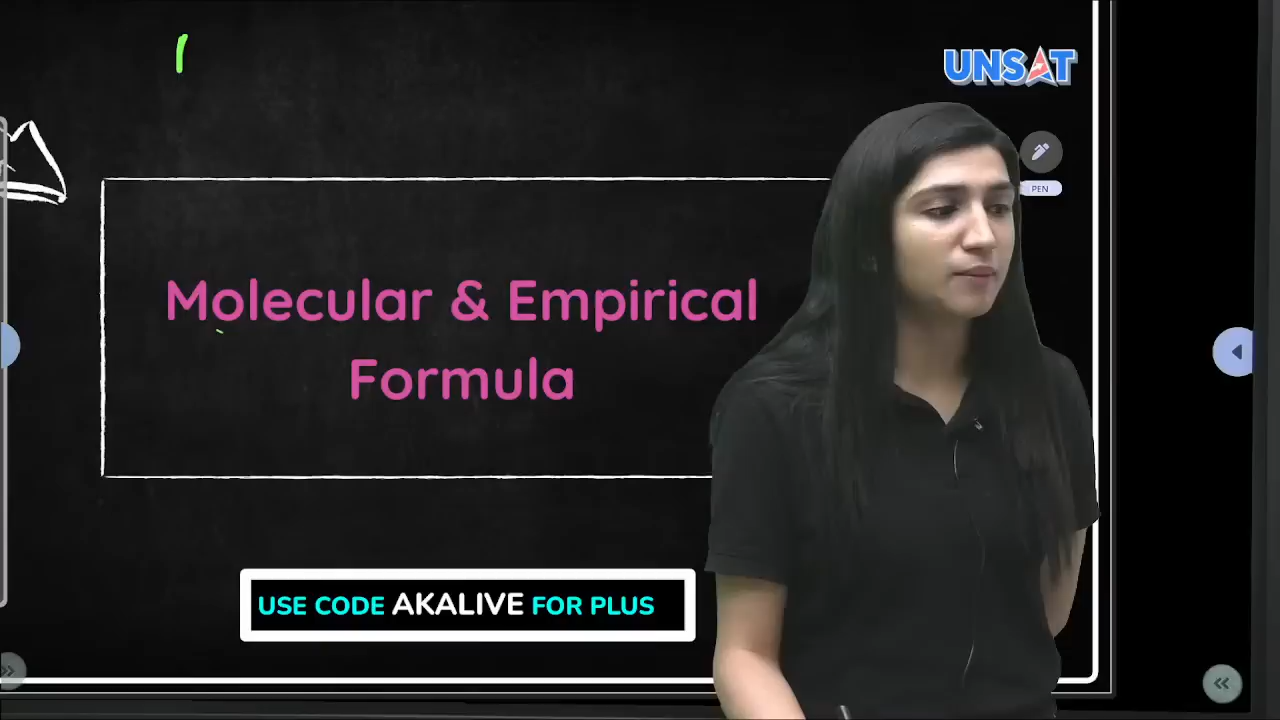 UNSAT
PEN
Molecular & Empirical
Formula
USE CODE AKALIVE FOR PLUS